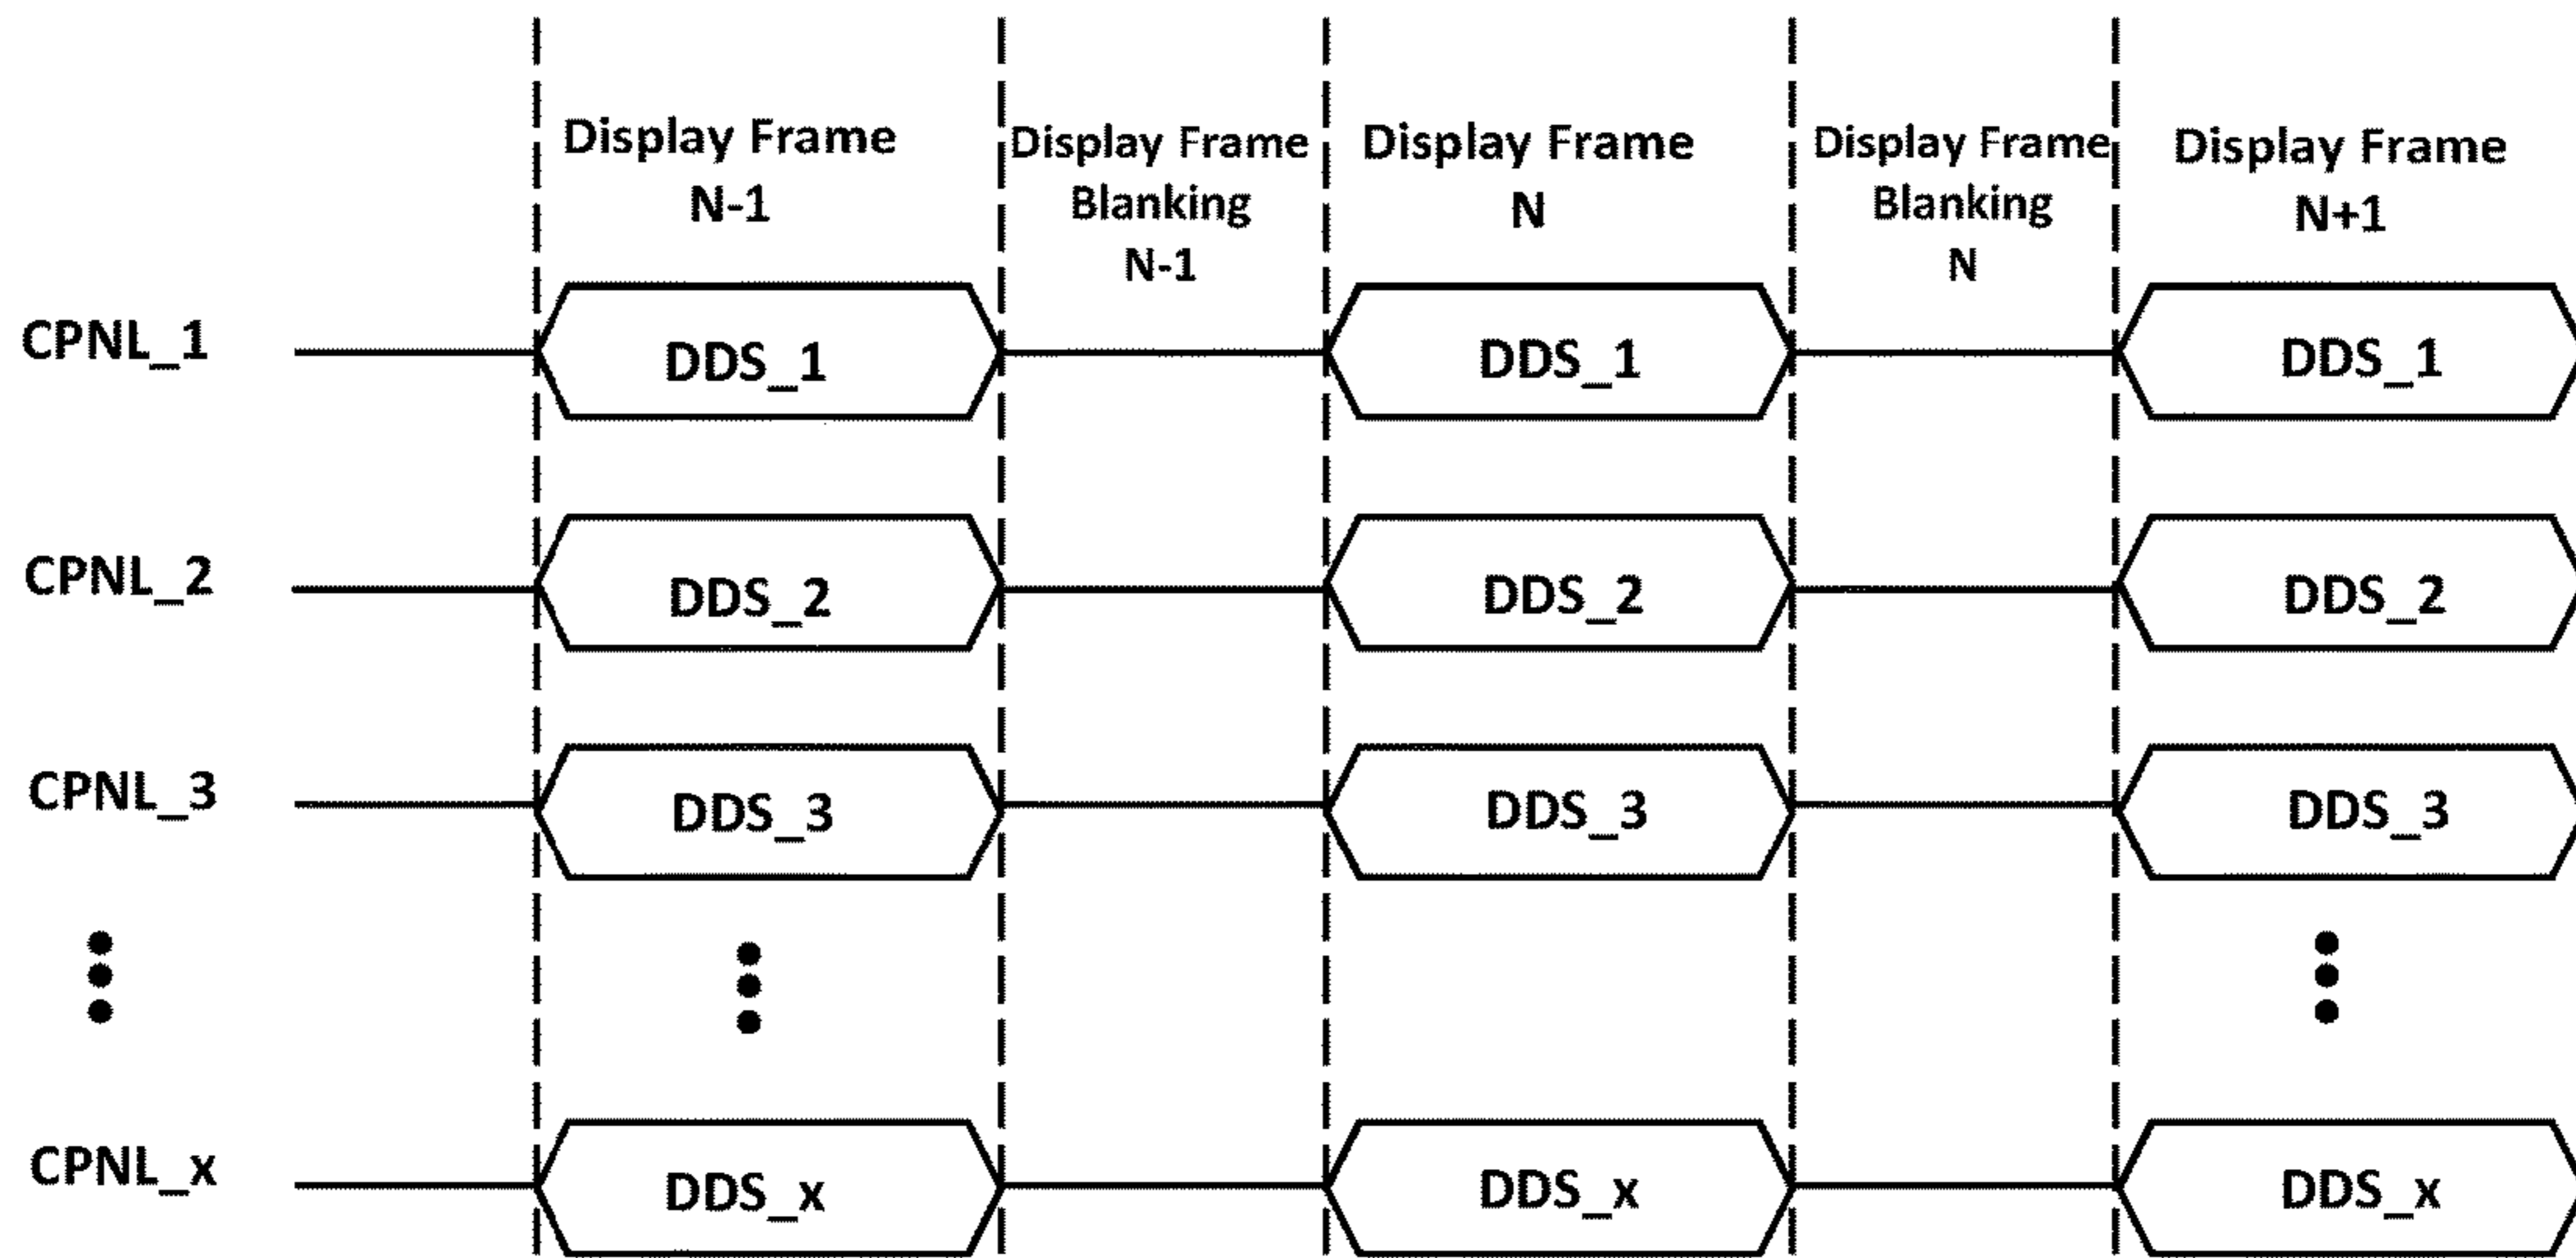 Display Frame
N-1
Display Frame
Blanking
N-1
Display Frame
N
Display Frame
Blanking
N
Display Frame
N+1
CPNL_1
DDS_1
DDS_1
DDS_1
CPNL_2
DDS_2
DDS_2
DDS_2
CPNL_3
DDS_3
DDS_3
DDS_3
CPNL_x
DDS_x
DDS_x
DDS_x